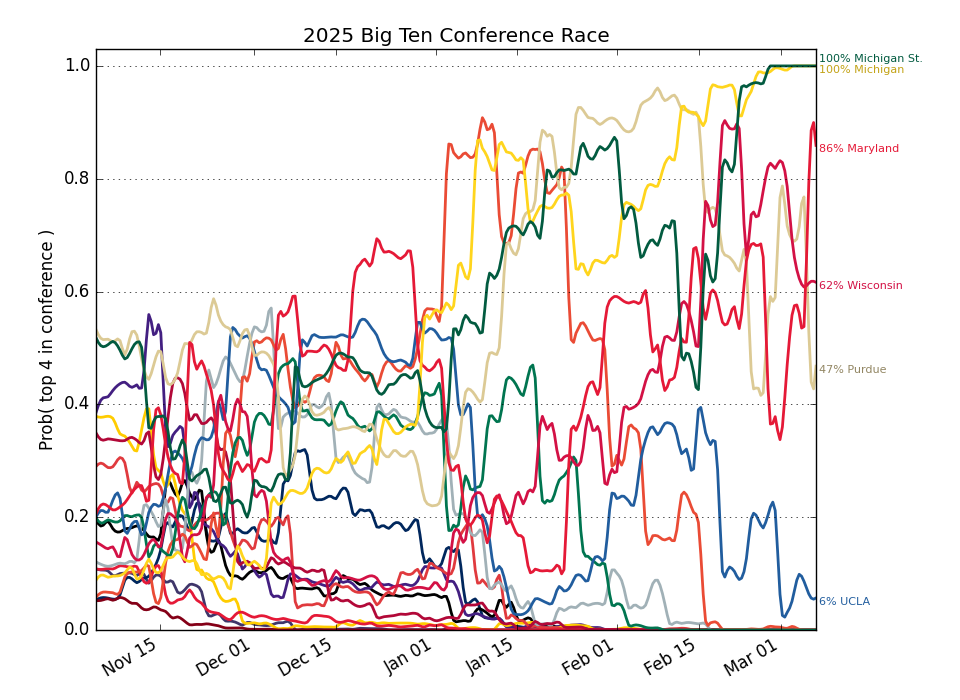 2025 Big Ten Conference Race
Prob( top 4 in conference )
1.0
0.8
0.6
0.4
0.2
0.0
Nov 15
Dec 01
Dec 15
Jan 01
Jan 15
Feb 01
Feb 15
Mar 01
100% Michigan St.
100% Michigan
86% Maryland
62% Wisconsin
47% Purdue
6% UCLA